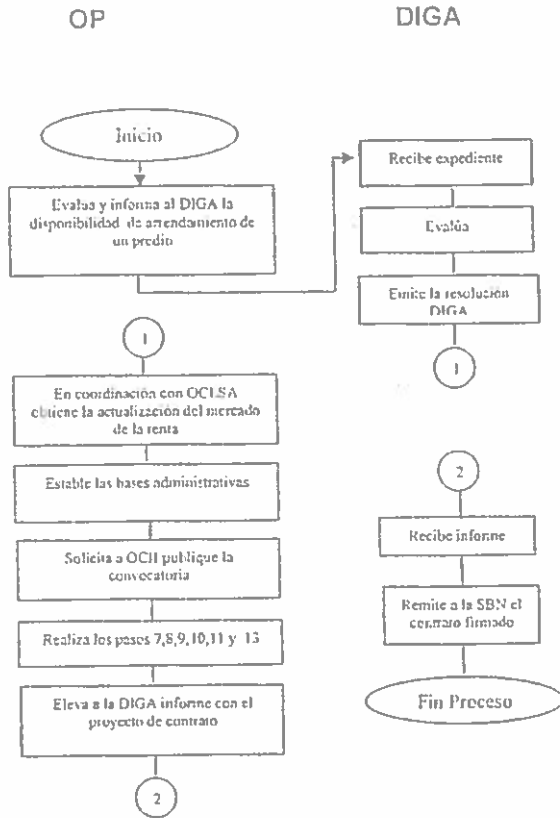 OP
DIGA
Inicio
Evalua y informa al DIGA la
disponibilidad de arrendamiento de
un predio
Recibe expediente
Evalúa
Emite la resolución
DIGA
1
1
En coordinación con OCLSA
obtiene la actualización del mercado
de la renta
Estable las bases administrativas
Solicita a OCII publique la
convocatoria
Realiza los pasos 7,8,9,10,11 y 13
Eleva a la DIGA informe con el
proyecto de contrato
2
2
Recibe informe
Remite a la SBN el
contrato firmado
Fin Proceso